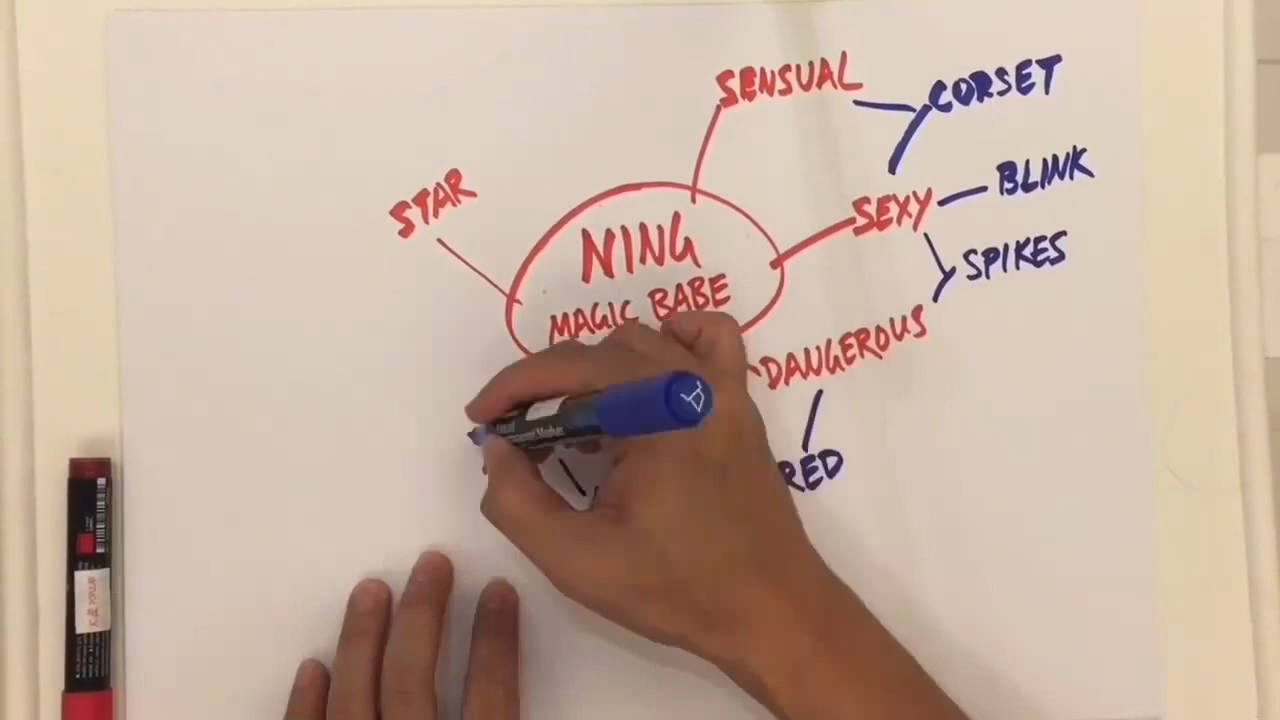 SENSUAL
CORSET
STAR
BLINK
SEXY
NING
SPIKES
MAGIC BABE
DANGEROUS
RED